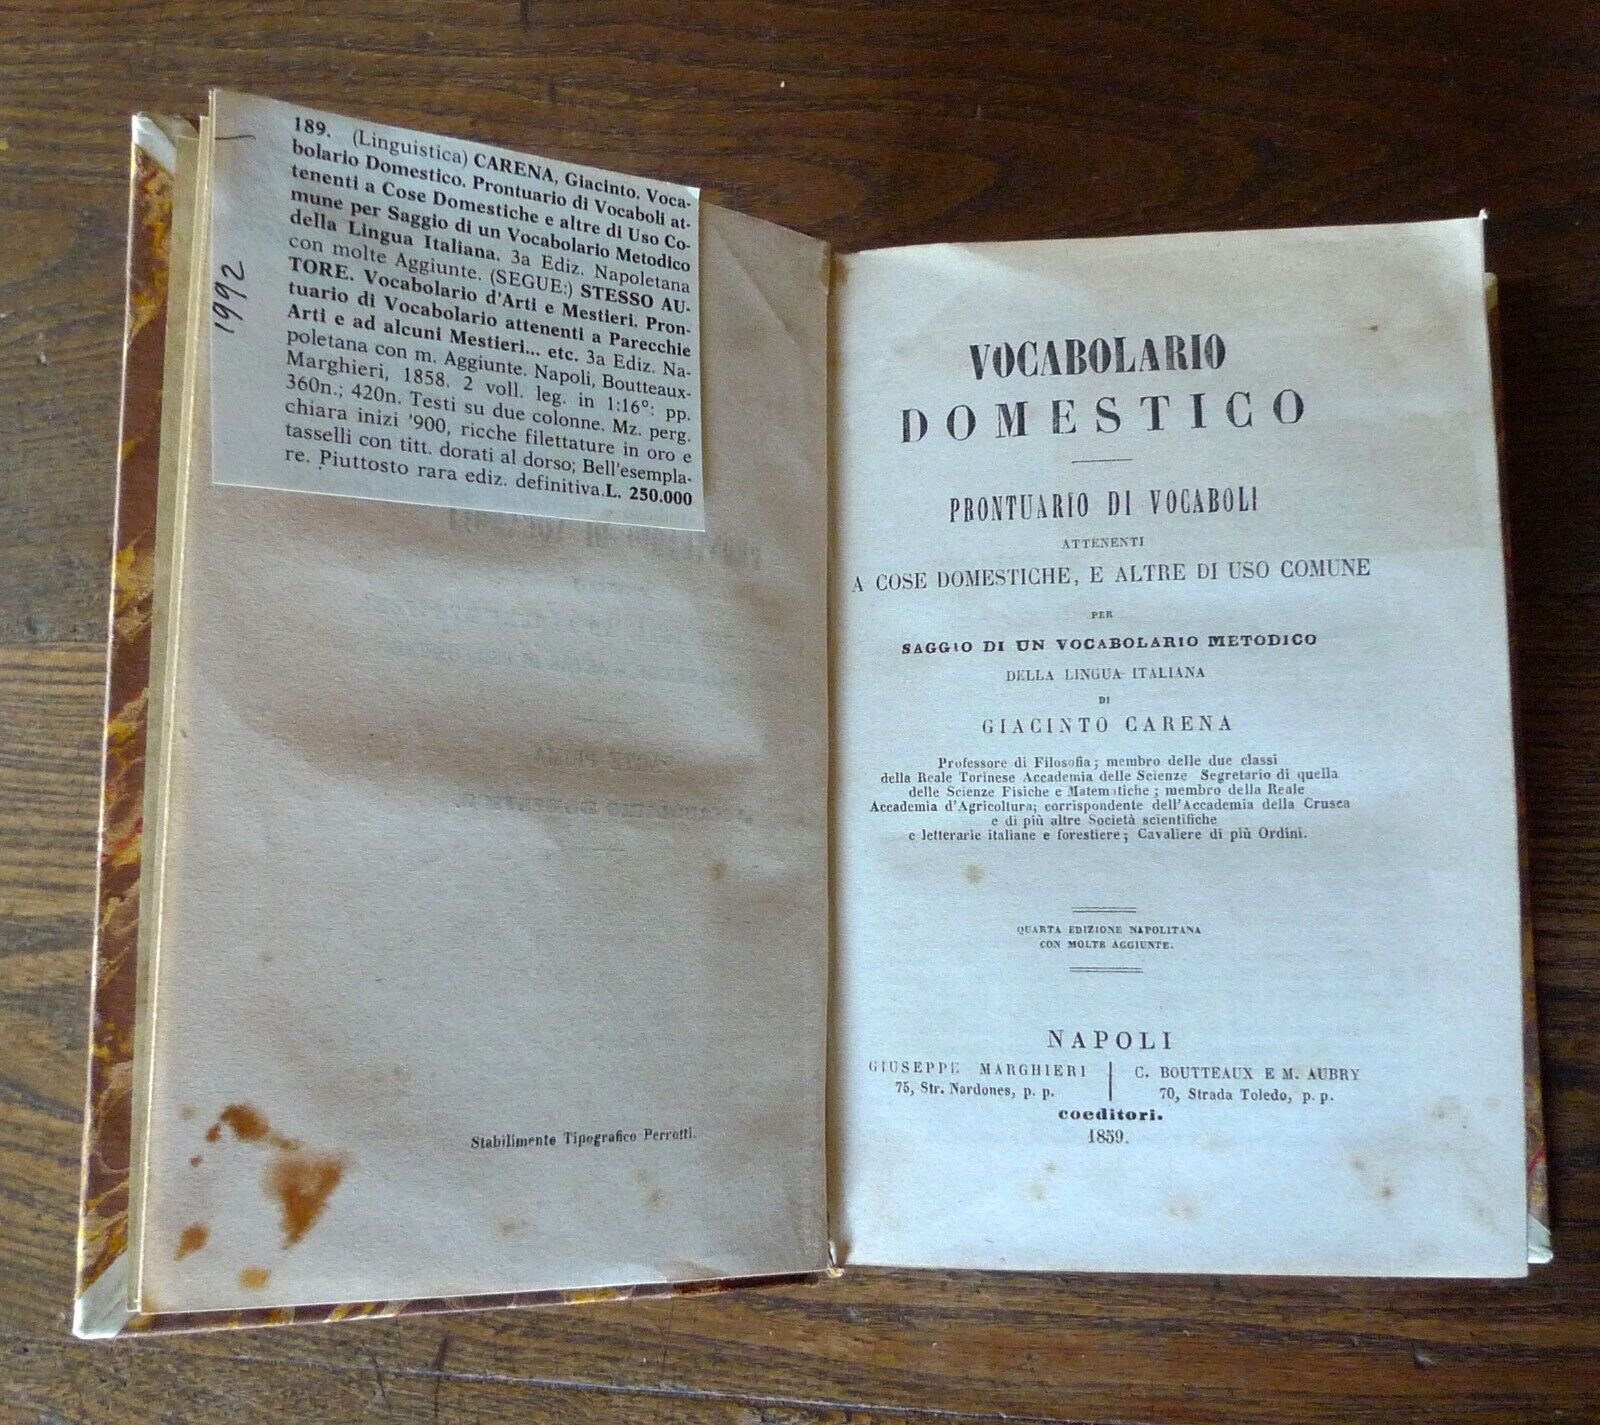 189. (Linguistica) CARENA, Giacinto. Voca-
bolario Domestico. Prontuario di Vocaboli at-
tenenti a Cose Domestiche e altre di Uso Co-
mune per Saggio di un Vocabolario Metodico
della Lingua Italiana. 3a Ediz. Napoletana
con molte Aggiunte. (SEGUE:) STESSO AU-
TORE. Vocabolario d'Arti e Mestieri. Pron-
tuario di Vocabolario attenenti a Parecchie
Arti e ad alcuni Mestieri... etc. 3a Ediz. Na-
poletana con m. Aggiunte. Napoli, Boutteaux-
Marghieri, 1858. 2 voll. leg. in 1:16°: pp.
360n.; 420n. Testi su due colonne. Mz. perg.
chiara inizi '900, ricche filettature in oro e
tasselli con titt. dorati al dorso; Bell'esempla-
re. Piuttosto rara ediz. definitiva.L. 250.000
1992
Stabilimento Tipografico Perrotti.
VOCABOLARIO
DOMESTICO
PRONTUARIO DI VOCABOLI
ATTENENTI
A COSE DOMESTICHE, E ALTRE DI USO COMUNE
PER
SAGGIO DI UN VOCABOLARIO METODICO
DELLA LINGUA ITALIANA
DI
GIACINTO CARENA
Professore di Filosofia; membro delle due classi
della Reale Torinese Accademia delle Scienze Segretario di quella
delle Scienze Fisiche e Matematiche; membro della Reale
Accademia d'Agricoltura; corrispondente dell'Accademia della Crusca
e di più altre Società scientifiche
e letterarie italiane e forestiere; Cavaliere di più Ordini.
QUARTA EDIZIONE NAPOLITANA
CON MOLTE AGGIUNTE.
NAPOLI
GIUSEPPE MARGHIERI
75, Str. Nardones, p. p.
C. BOUTTEAUX E M. AUBRY
70, Strada Toledo, p. p.
coeditori.
1859.